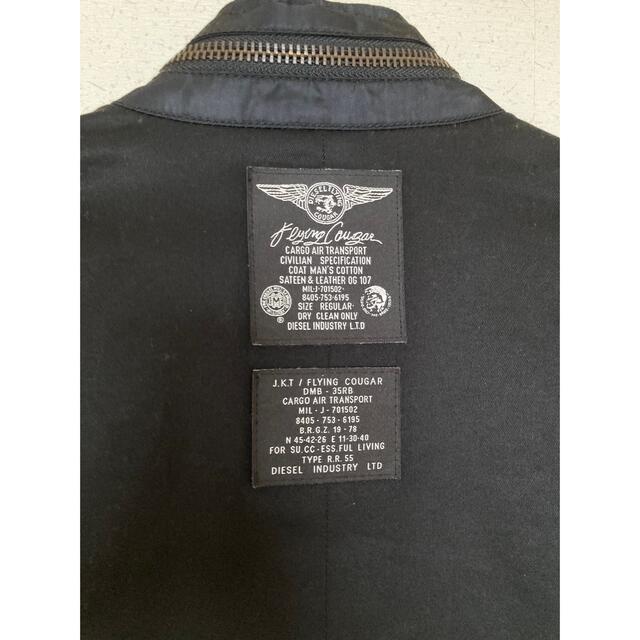 DIESEL FLYING
COUGAR
Flying Cougar
CARGO AIR TRANSPORT
CIVILIAN SPECIFICATION
COAT MAN'S COTTON
SATEEN & LEATHER OG 107
MIL-J-701502-
8405-753-6195
SIZE REGULAR-
DRY CLEAN ONLY
DIESEL INDUSTRY L.T.D
M
®
J.K.T / FLYING COUGAR
DMB - 35RB
CARGO AIR TRANSPORT
MIL - J - 701502
8405 - 753 - 6195
B.R.G.Z. 19 - 78
N 45-42-26 E 11-30-40
FOR SU.CC-ESS.FUL LIVING
TYPE R.R. 55
DIESEL INDUSTRY LTD